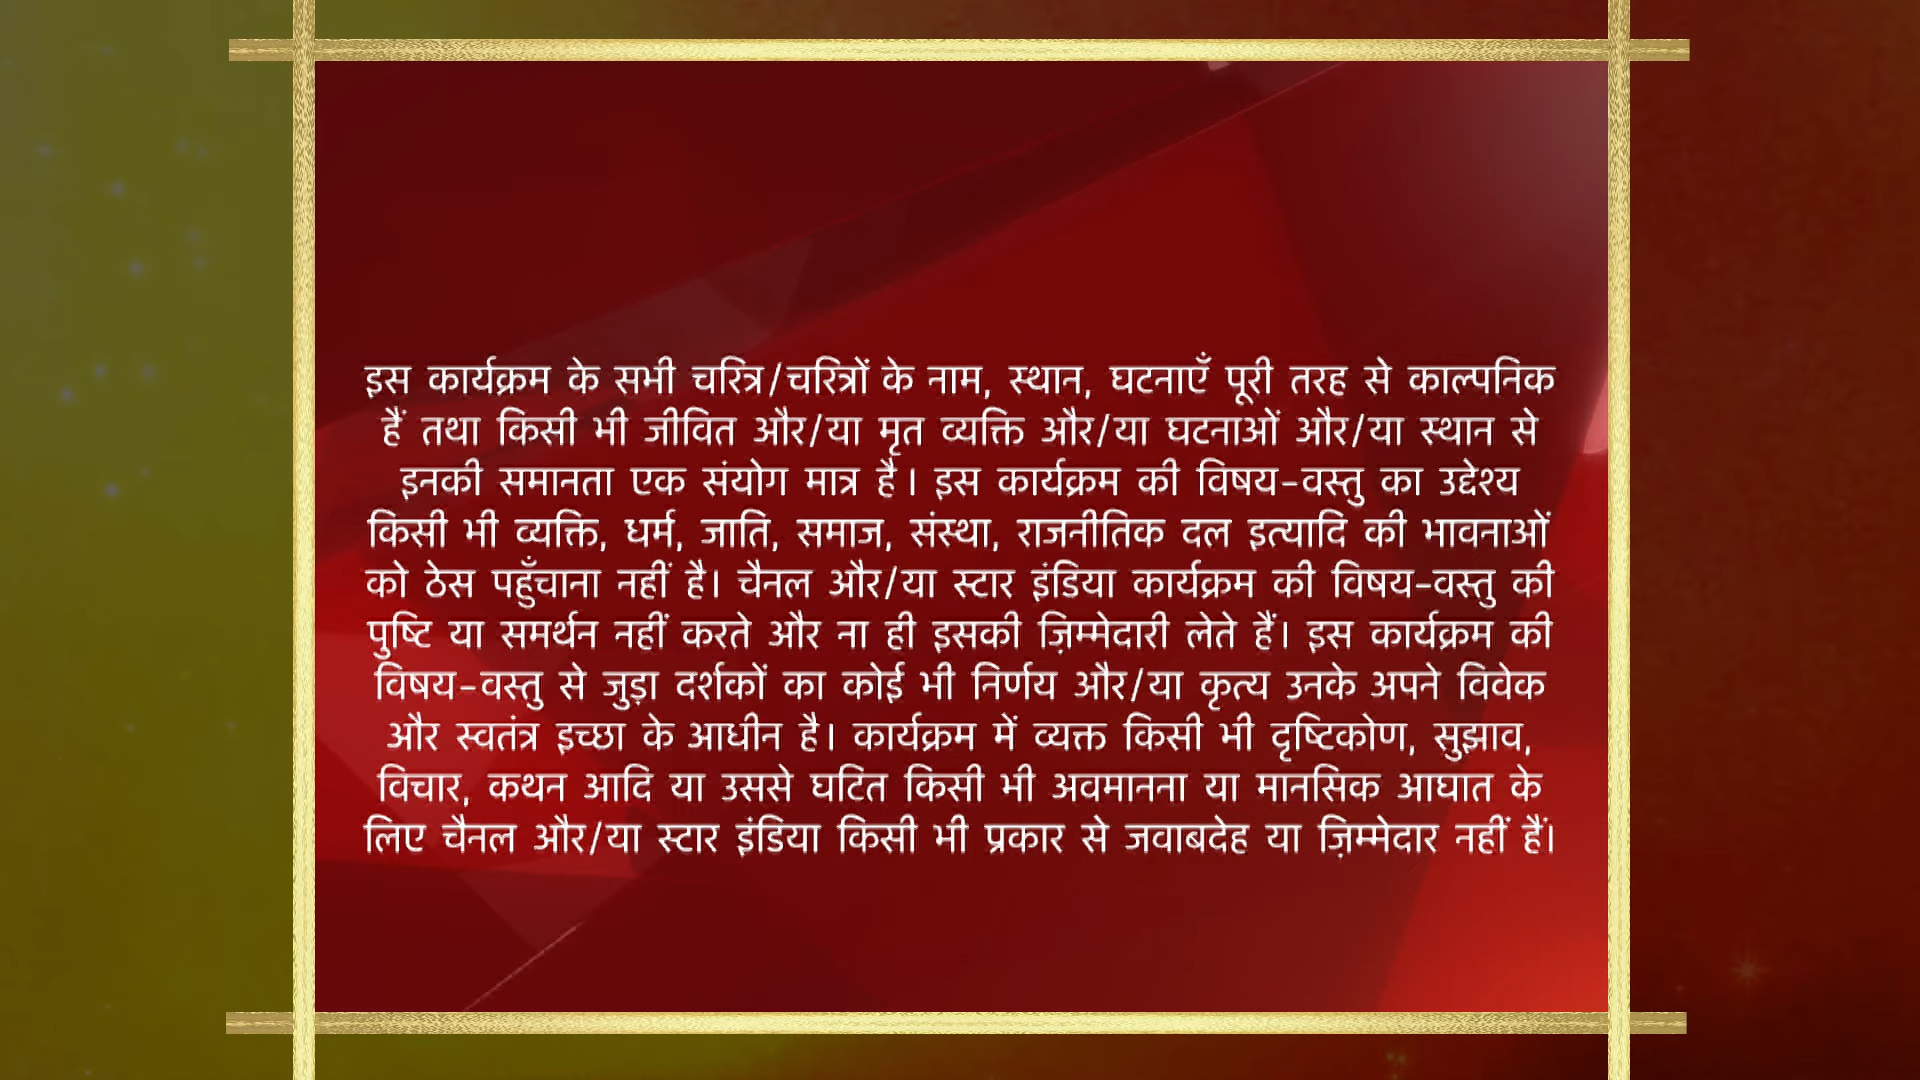 इस कार्यक्रम के सभी चरित्र/चरित्रों के नाम, स्थान, घटनाएँ पूरी तरह से काल्पनिक
हैं तथा किसी भी जीवित और/या मृत व्यक्ति और/या घटनाओं और/या स्थान से
इनकी समानता एक संयोग मात्र है। इस कार्यक्रम की विषय-वस्तु का उद्देश्य
किसी भी व्यक्ति, धर्म, जाति, समाज, संस्था, राजनीतिक दल इत्यादि की भावनाओं
को ठेस पहुँचाना नहीं है। चैनल और/या स्टार इंडिया कार्यक्रम की विषय-वस्तु की
पुष्टि या समर्थन नहीं करते और ना ही इसकी ज़िम्मेदारी लेते हैं। इस कार्यक्रम की
विषय-वस्तु से जुड़ा दर्शकों का कोई भी निर्णय और/या कृत्य उनके अपने विवेक
और स्वतंत्र इच्छा के आधीन है। कार्यक्रम में व्यक्त किसी भी दृष्टिकोण, सुझाव,
विचार, कथन आदि या उससे घटित किसी भी अवमानना या मानसिक आघात के
लिए चैनल और/या स्टार इंडिया किसी भी प्रकार से जवाबदेह या ज़िम्मेदार नहीं हैं।